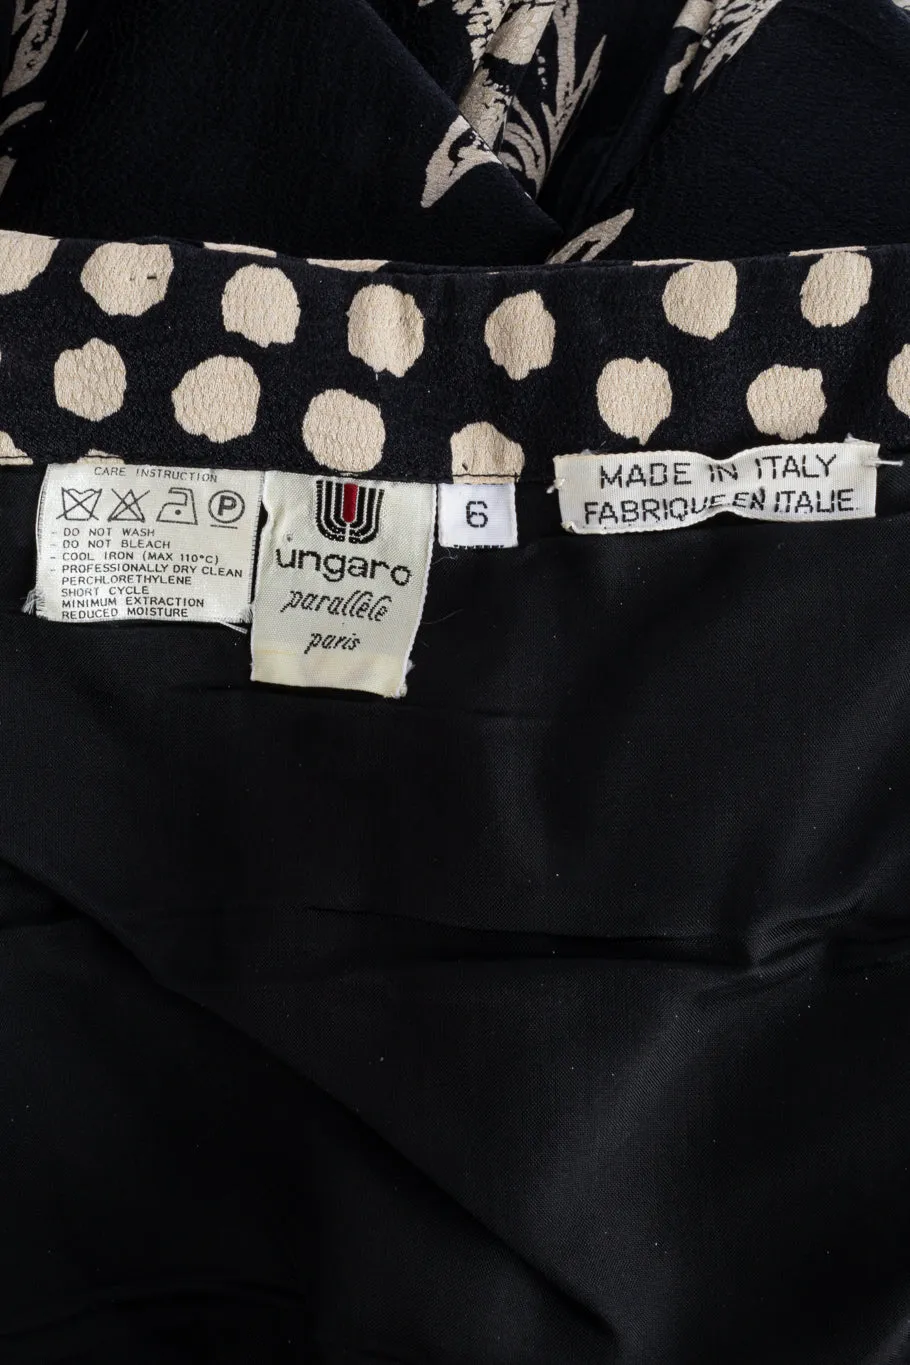 CARE INSTRUCTION
P
- DO NOT WASH
- DO NOT BLEACH
- COOL IRON (MAX 110°C)
- PROFESSIONALLY DRY CLEAN
PERCHLORETHYLENE
SHORT CYCLE
MINIMUM EXTRACTION
REDUCED MOISTURE
ungaro
parallèle
paris
6
MADE IN ITALY
FABRIQUE EN ITALIE